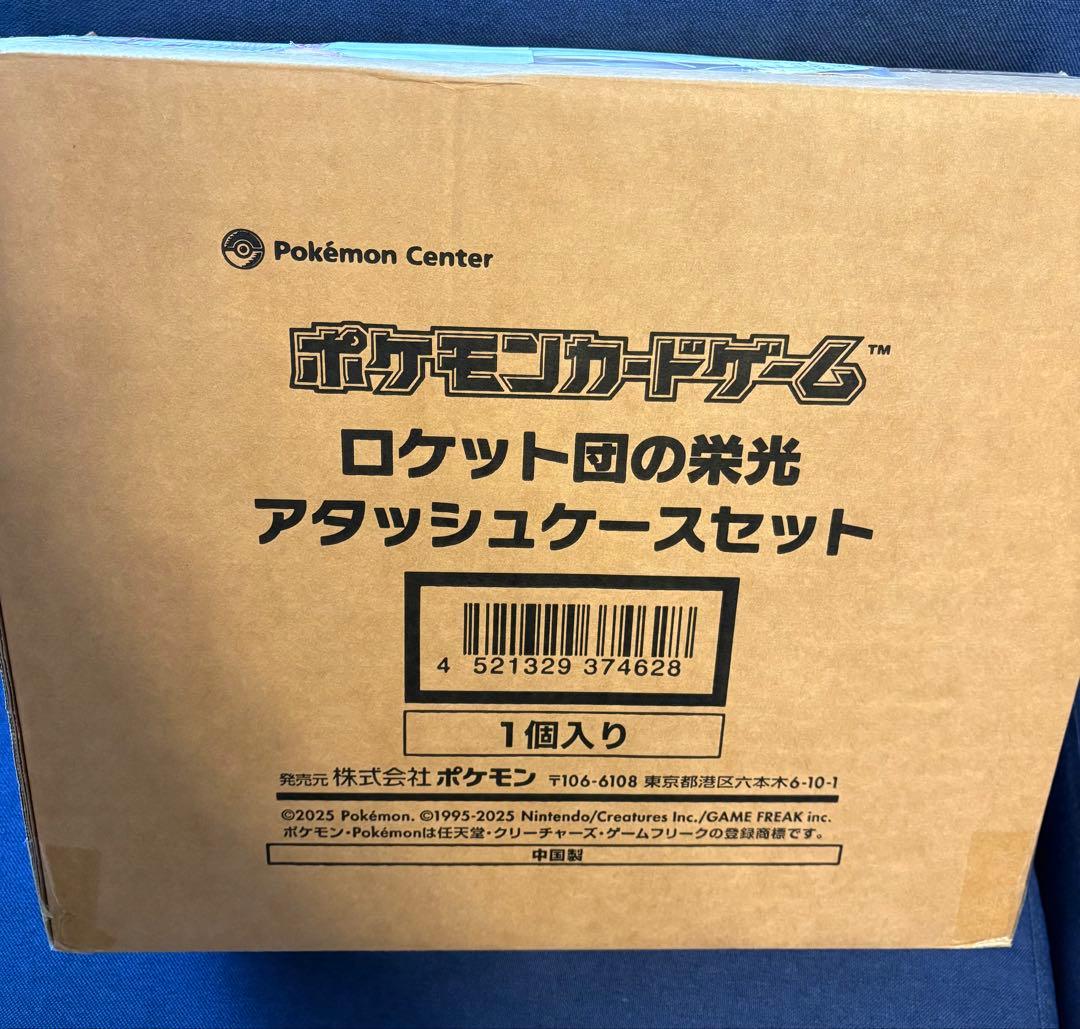 Pokémon Center
ポケモンカードゲーム™
ロケット団の栄光
アタッシュケースセット
4 521329 374628
1個入り
発売元 株式会社 ポケモン 〒106-6108 東京都港区六本木6-10-1
©2025 Pokémon. ©1995-2025 Nintendo/Creatures Inc./GAME FREAK inc.
ポケモン・Pokémonは任天堂・クリーチャーズ・ゲームフリークの登録商標です。
中国製